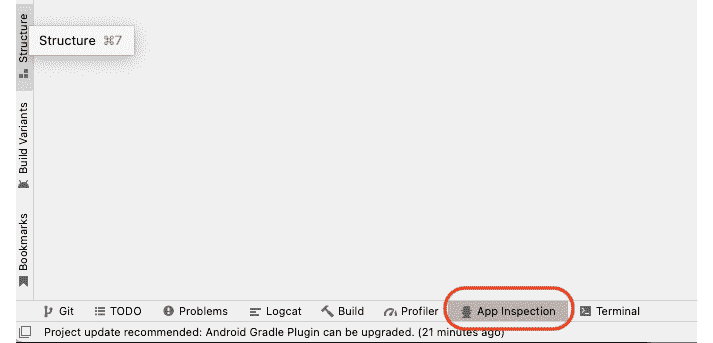 Structure
Structure ⌘7
Build Variants
Bookmarks
Git TODO Problems Logcat Build Profiler App Inspection Terminal
Project update recommended: Android Gradle Plugin can be upgraded. (21 minutes ago)